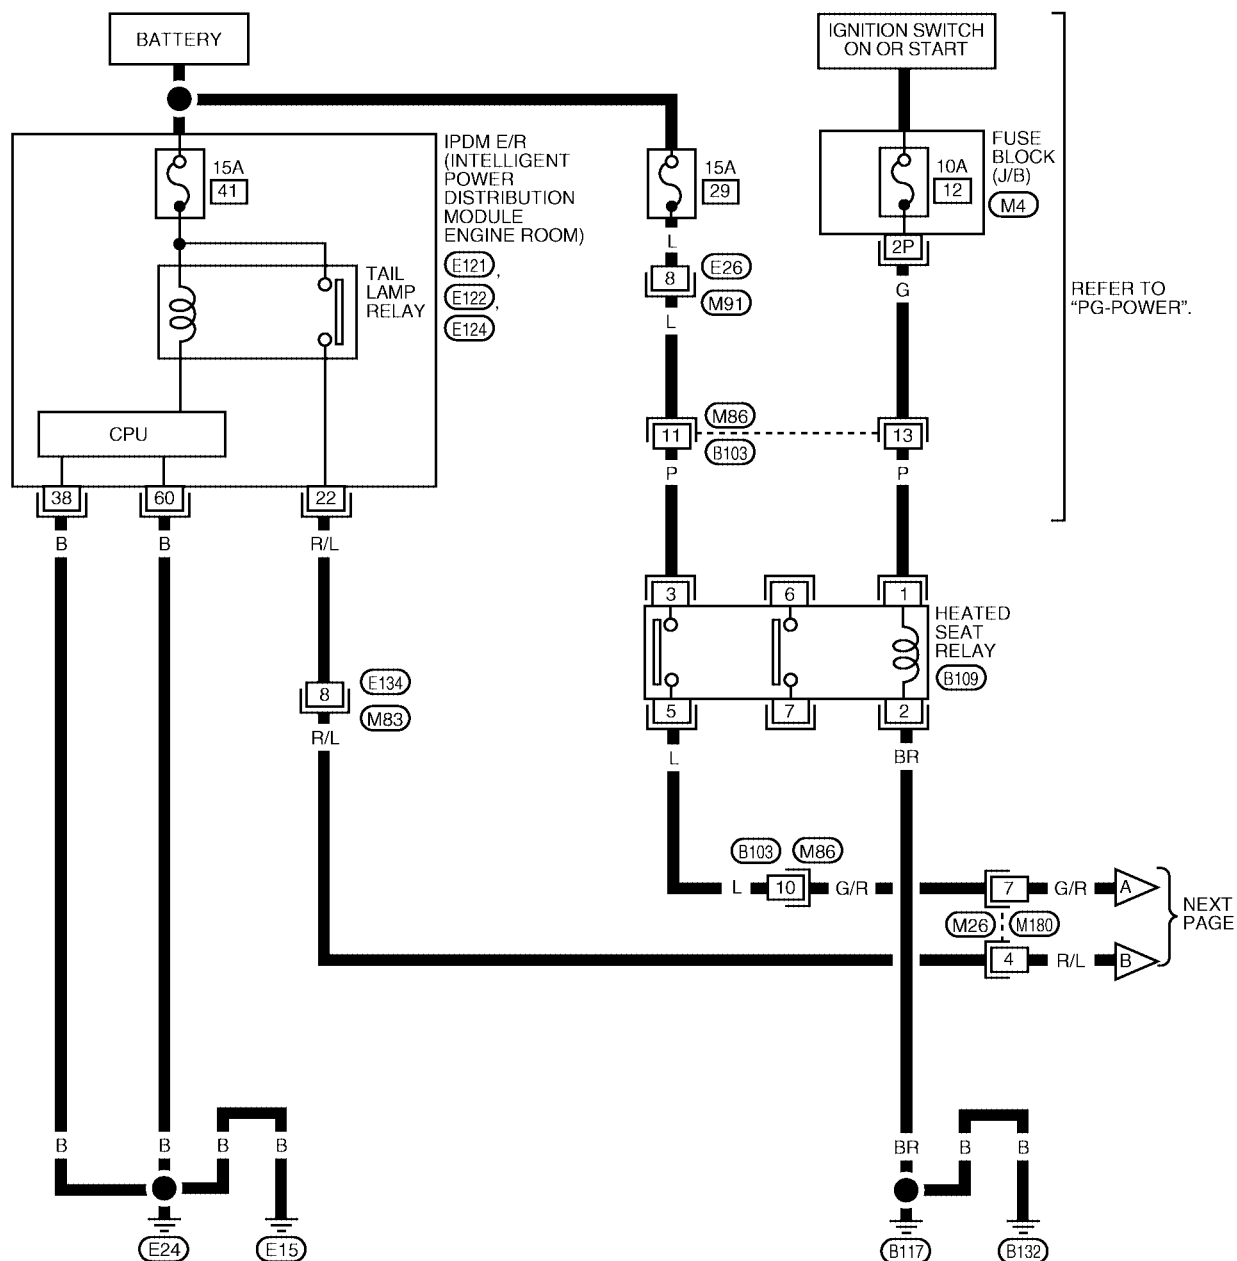 BATTERY
IGNITION SWITCH
ON OR START
15A
41
IPDM E/R
(INTELLIGENT
POWER
DISTRIBUTION
MODULE
ENGINE ROOM)
E121 ,
E122 ,
E124
TAIL
LAMP
RELAY
CPU
15A
29
L
8
E26
M91
L
10A
12
FUSE
BLOCK
(J/B)
M4
2P
G
REFER TO
"PG-POWER".
11
M86
B103
13
P
P
38
60
22
B
B
R/L
3
6
1
HEATED
SEAT
RELAY
B109
5
7
2
L
BR
8
E134
M83
R/L
B103
M86
L
10
G/R
7
G/R
A
M26
M180
4
R/L
B
NEXT
PAGE
B
B
B
B
BR
B
B
E24
E15
B117
B132